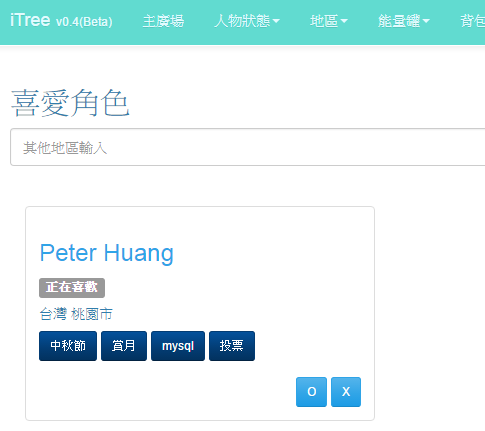 iTree v0.4(Beta) 主廣場 人物狀態 地區 能量罐 背包
喜愛角色
其他地區輸入
Peter Huang
正在喜歡
台灣 桃園市
中秋節 賞月 mysql 投票
O X